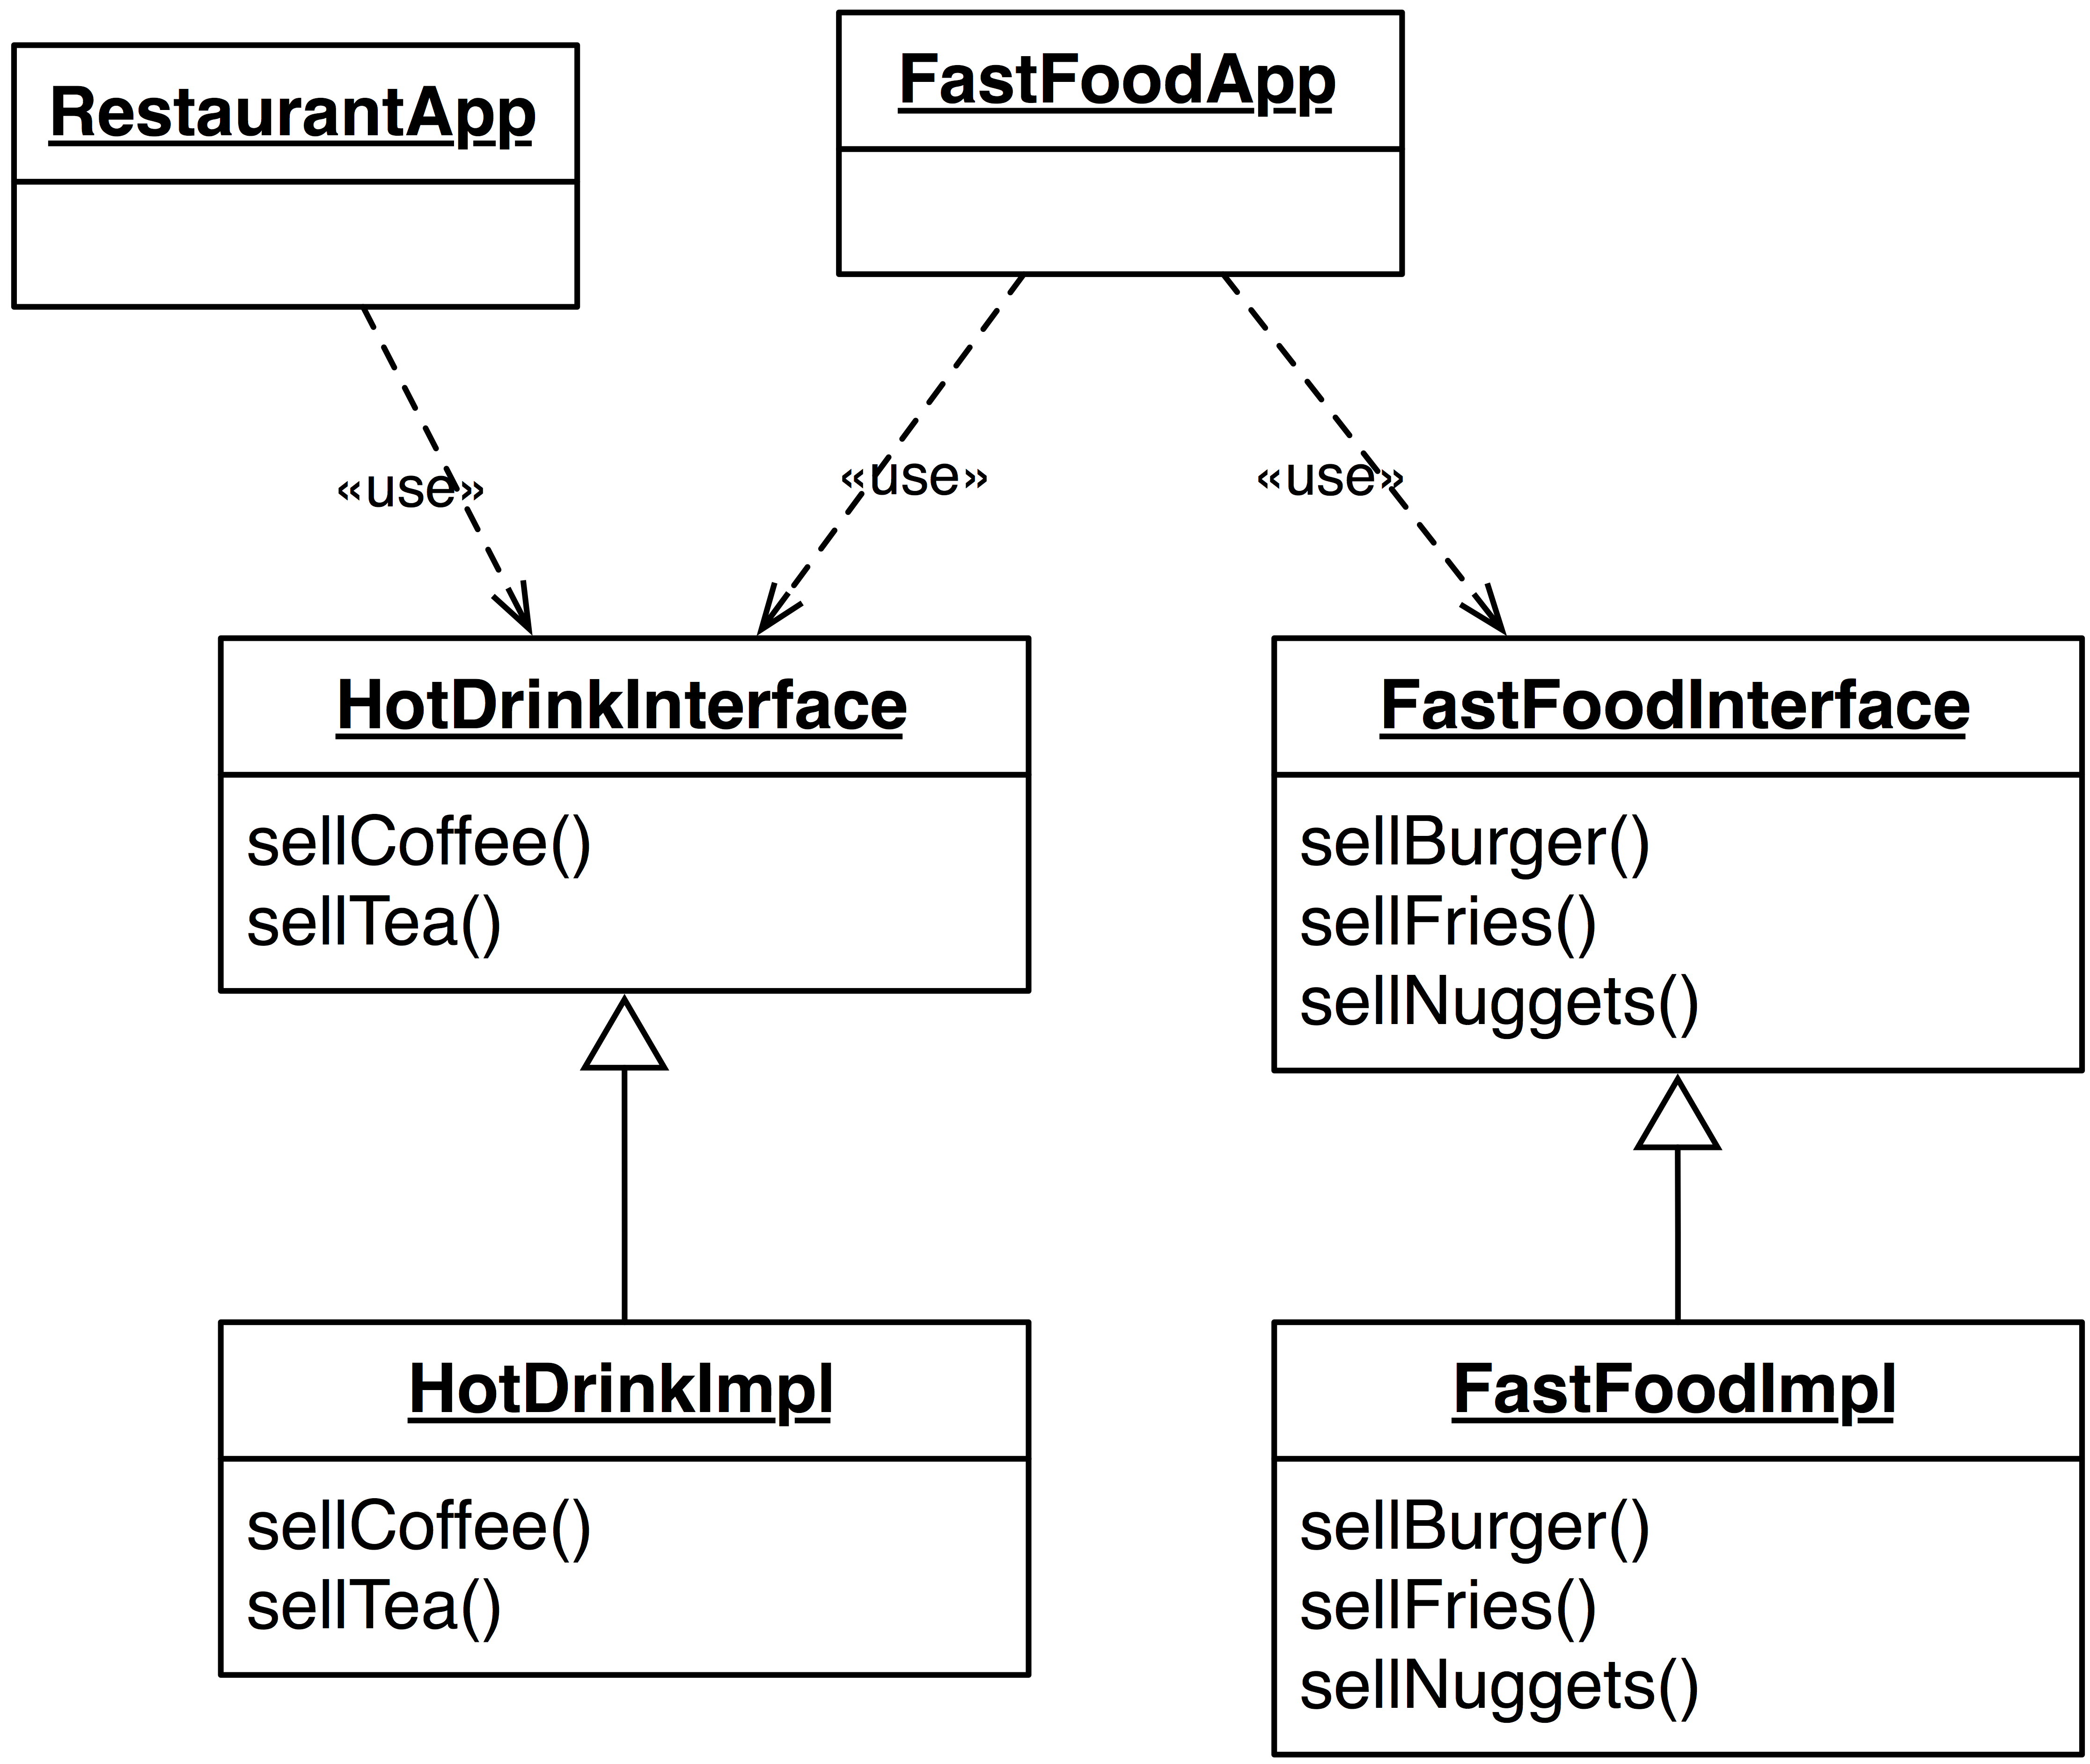 RestaurantApp
FastFoodApp
«use»
«use»
«use»
HotDrinkInterface
sellCoffee()
sellTea()
FastFoodInterface
sellBurger()
sellFries()
sellNuggets()
HotDrinkImpl
sellCoffee()
sellTea()
FastFoodImpl
sellBurger()
sellFries()
sellNuggets()